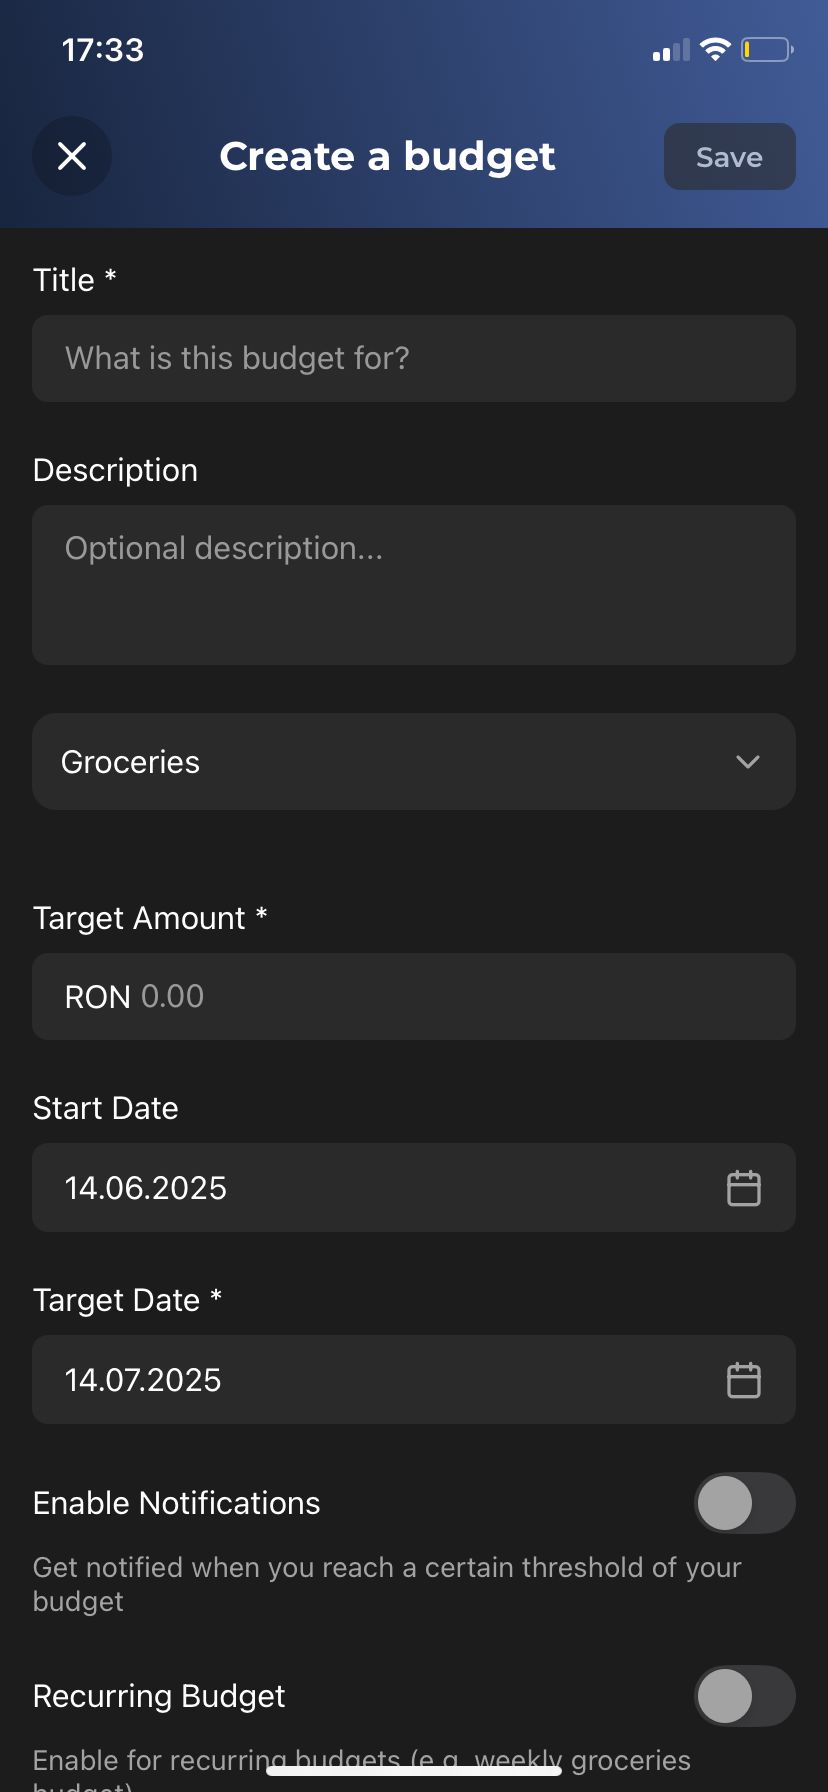 17:33
Create a budget
Save
Title *
What is this budget for?
Description
Optional description...
Groceries
Target Amount *
RON 0.00
Start Date
14.06.2025
Target Date *
14.07.2025
Enable Notifications
Get notified when you reach a certain threshold of your
budget
Recurring Budget
Enable for recurring budgets (e.g. weekly groceries
budget)